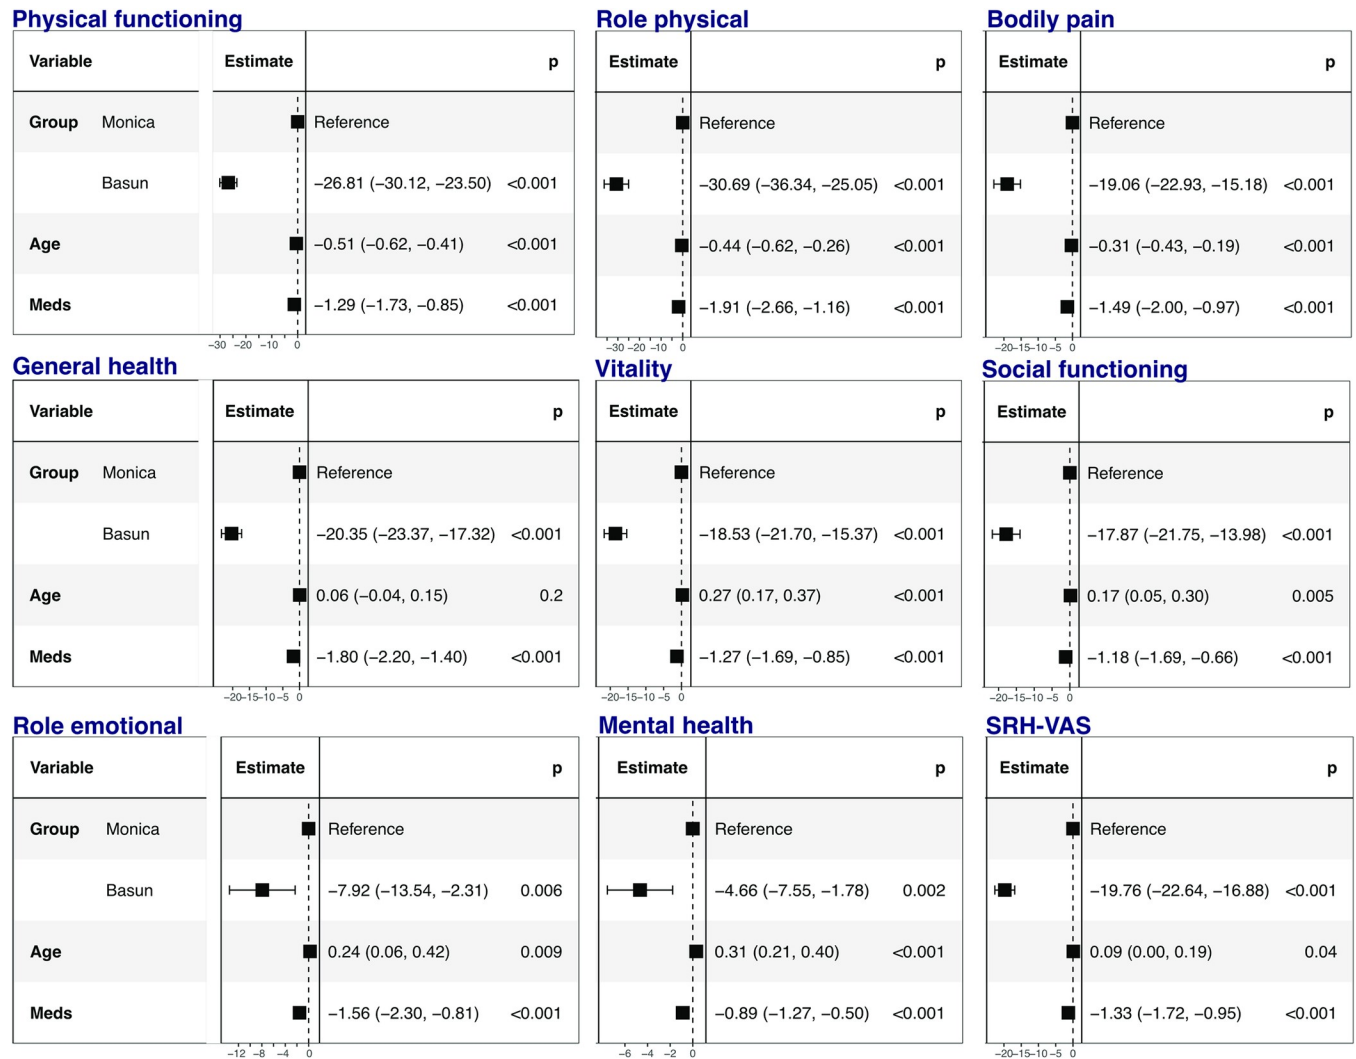 Physical functioning
Variable Estimate p
Group Monica Reference
Basun −26.81 (−30.12, −23.50) <0.001
Age −0.51 (−0.62, −0.41) <0.001
Meds −1.29 (−1.73, −0.85) <0.001
−30 −20 −10 0
Role physical
Estimate p
Reference
−30.69 (−36.34, −25.05) <0.001
−0.44 (−0.62, −0.26) <0.001
−1.91 (−2.66, −1.16) <0.001
−30 −20 −10 0
Bodily pain
Estimate p
Reference
−19.06 (−22.93, −15.18) <0.001
−0.31 (−0.43, −0.19) <0.001
−1.49 (−2.00, −0.97) <0.001
−20 −15 −10 −5 0
General health
Variable Estimate p
Group Monica Reference
Basun −20.35 (−23.37, −17.32) <0.001
Age 0.06 (−0.04, 0.15) 0.2
Meds −1.80 (−2.20, −1.40) <0.001
−20 −15 −10 −5 0
Vitality
Estimate p
Reference
−18.53 (−21.70, −15.37) <0.001
0.27 (0.17, 0.37) <0.001
−1.27 (−1.69, −0.85) <0.001
−20 −15 −10 −5 0
Social functioning
Estimate p
Reference
−17.87 (−21.75, −13.98) <0.001
0.17 (0.05, 0.30) 0.005
−1.18 (−1.69, −0.66) <0.001
−20 −15 −10 −5 0
Role emotional
Variable Estimate p
Group Monica Reference
Basun −7.92 (−13.54, −2.31) 0.006
Age 0.24 (0.06, 0.42) 0.009
Meds −1.56 (−2.30, −0.81) <0.001
−12 −8 −4 0
Mental health
Estimate p
Reference
−4.66 (−7.55, −1.78) 0.002
0.31 (0.21, 0.40) <0.001
−0.89 (−1.27, −0.50) <0.001
−6 −4 −2 0
SRH-VAS
Estimate p
Reference
−19.76 (−22.64, −16.88) <0.001
0.09 (0.00, 0.19) 0.04
−1.33 (−1.72, −0.95) <0.001
−20 −15 −10 −5 0